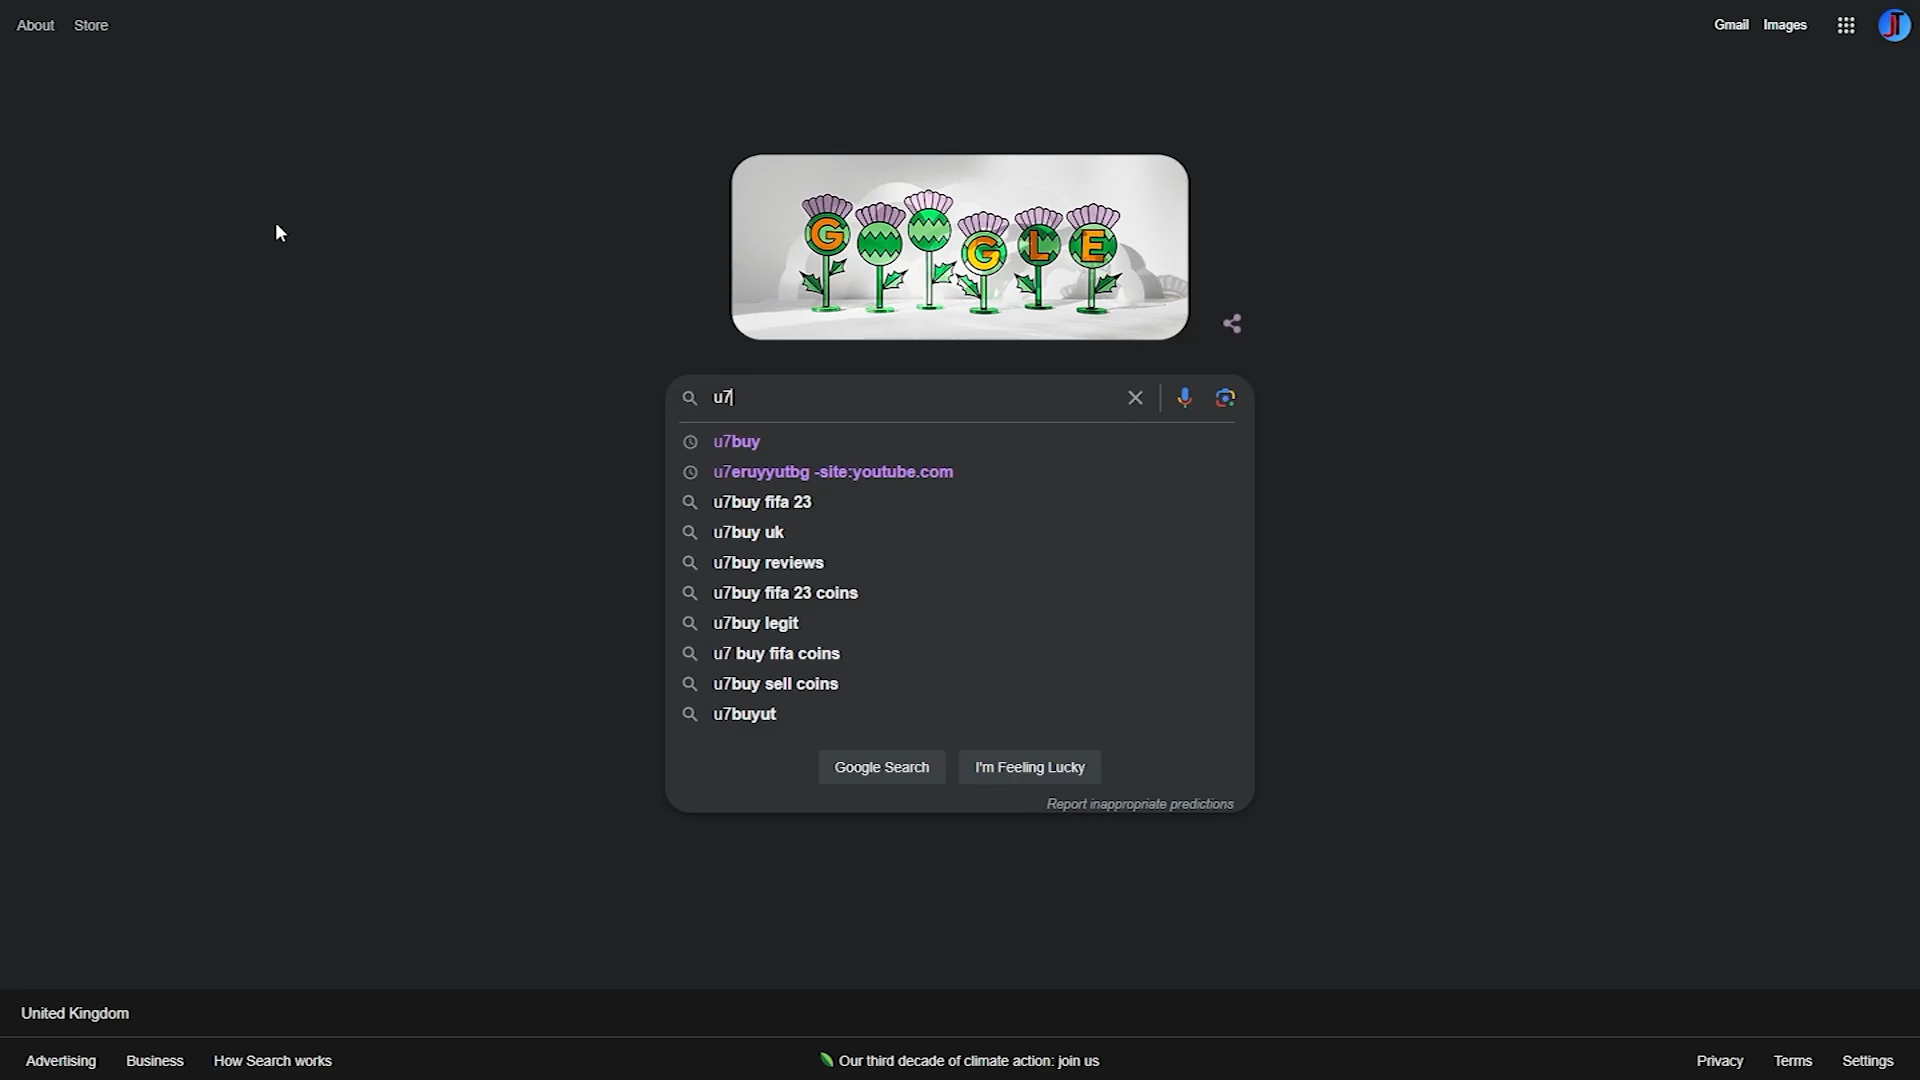 About Store
Gmail Images
JT
G G L E
u7
u7buy
u7eruyyutbg -site:youtube.com
u7buy fifa 23
u7buy uk
u7buy reviews
u7buy fifa 23 coins
u7buy legit
u7 buy fifa coins
u7buy sell coins
u7buyut
Google Search I'm Feeling Lucky
Report inappropriate predictions
United Kingdom
Advertising Business How Search works
Our third decade of climate action: join us
Privacy Terms Settings